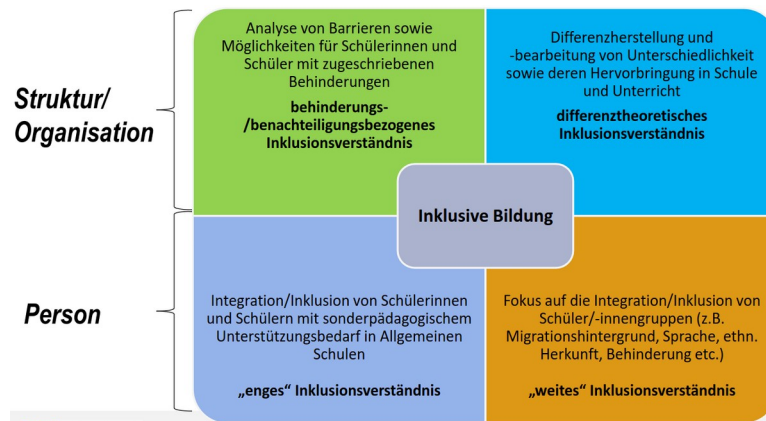 Struktur/
Organisation
Analyse von Barrieren sowie
Möglichkeiten für Schülerinnen und
Schüler mit zugeschriebenen
Behinderungen
behinderungs-
/benachteiligungsbezogenes
Inklusionsverständnis
Differenzherstellung und
-bearbeitung von Unterschiedlichkeit
sowie deren Hervorbringung in Schule
und Unterricht
differenztheoretisches
Inklusionsverständnis
Inklusive Bildung
Person
Integration/Inklusion von Schülerinnen
und Schülern mit sonderpädagogischem
Unterstützungsbedarf in Allgemeinen
Schulen
„enges“ Inklusionsverständnis
Fokus auf die Integration/Inklusion von
Schüler/-innengruppen (z.B.
Migrationshintergrund, Sprache, ethn.
Herkunft, Behinderung etc.)
„weites“ Inklusionsverständnis